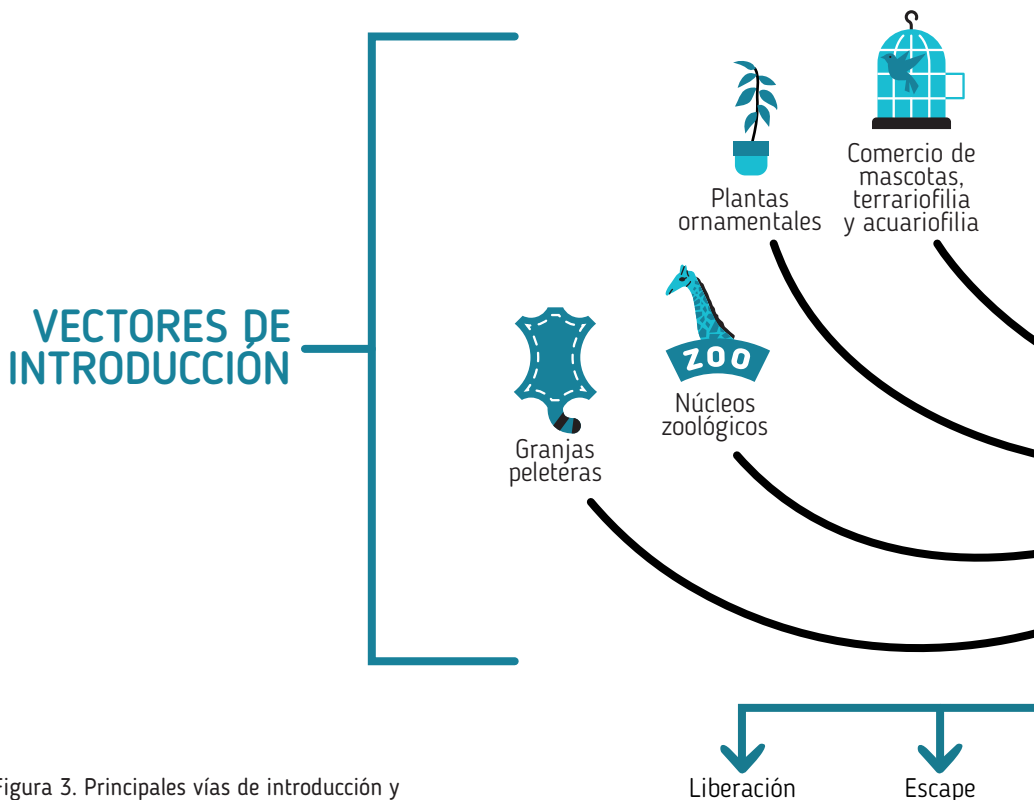 VECTORES DE
INTRODUCCIÓN
Plantas
ornamentales
Comercio de
mascotas,
terrariofilia
y acuariofilia
ZOO
Núcleos
zoológicos
Granjas
peleteras
Liberación
Escape
Figura 3. Principales vías de introducción y